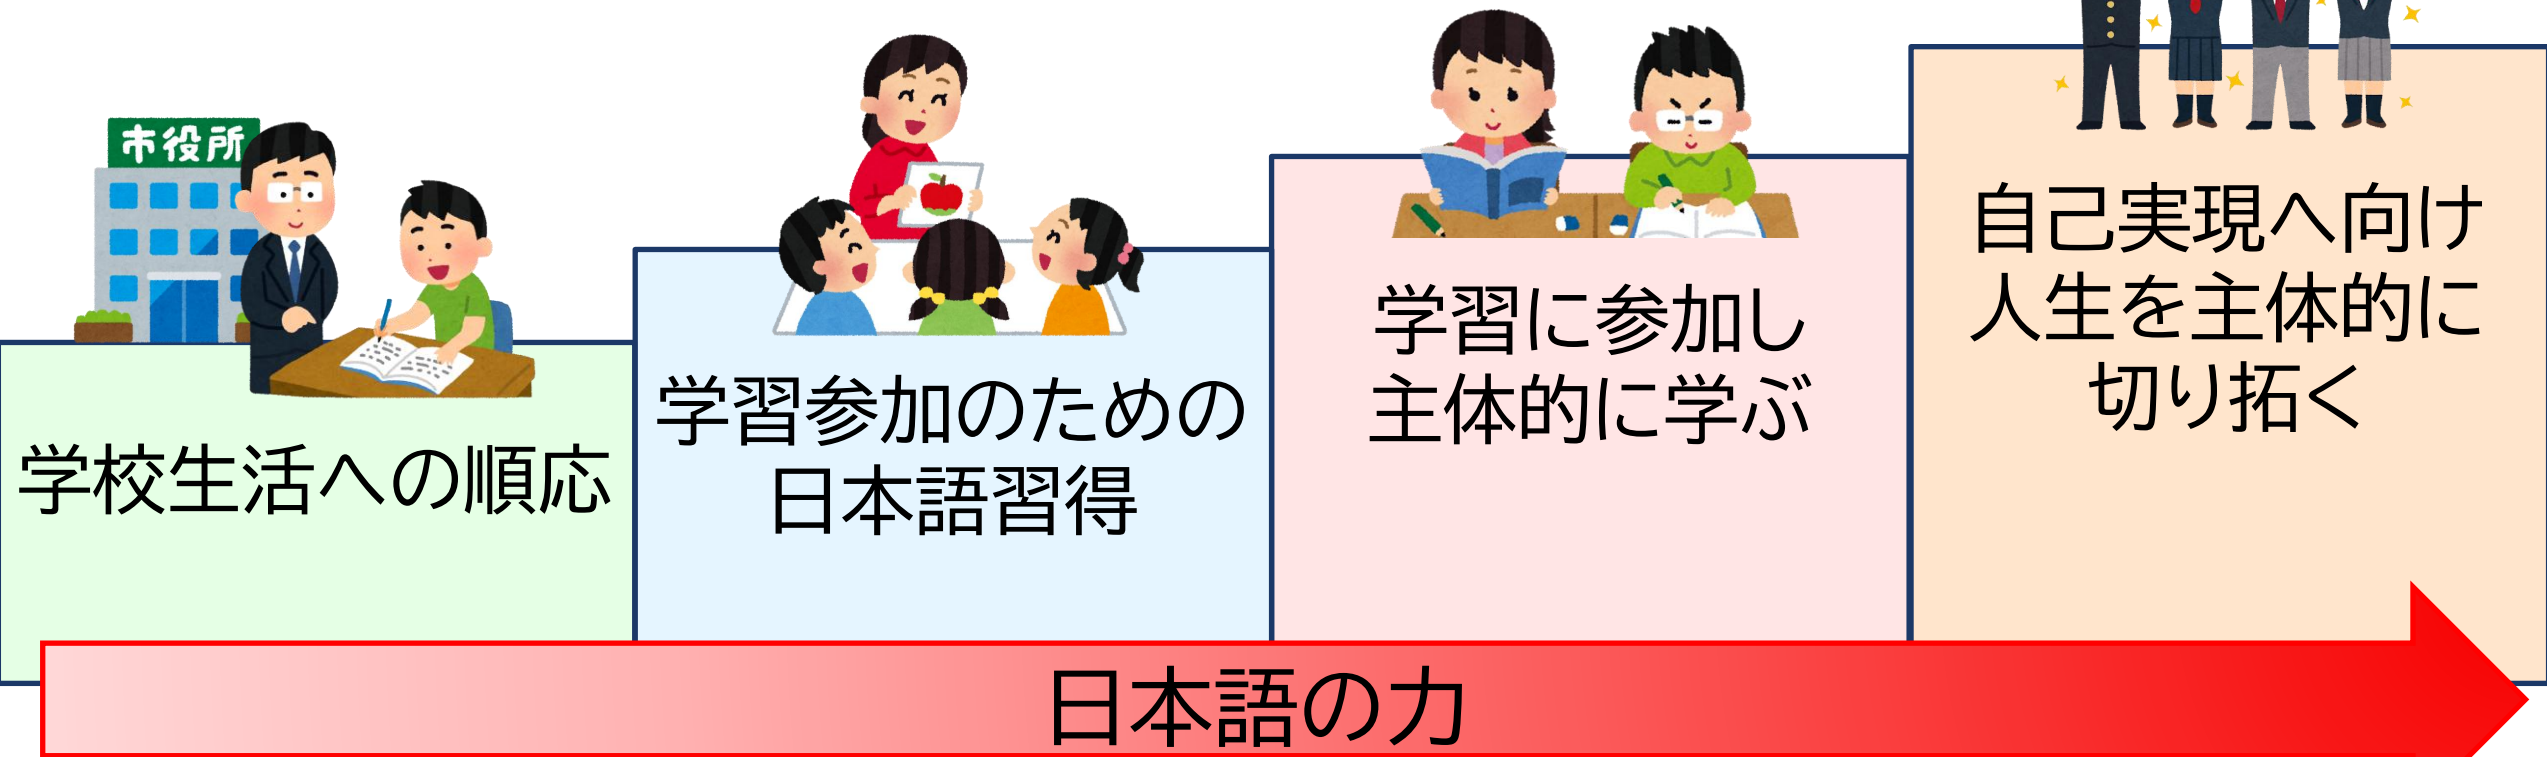 市役所
学校生活への順応
学習参加のための
日本語習得
学習に参加し
主体的に学ぶ
自己実現へ向け
人生を主体的に
切り拓く
日本語の力